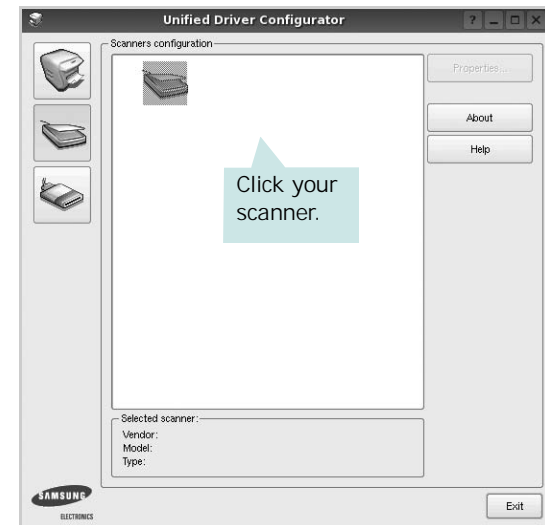 Unified Driver Configurator
Scanners configuration
Properties...
About
Help
Click your
scanner.
Selected scanner:
Vendor:
Model:
Type:
SAMSUNG
ELECTRONICS
Exit